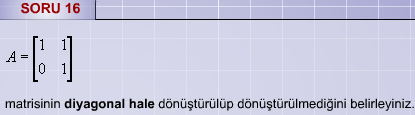 SORU 16
A = [1 1
0 1]
matrisinin diyagonal hale dönüştürülüp dönüştürülmediğini belirleyiniz.